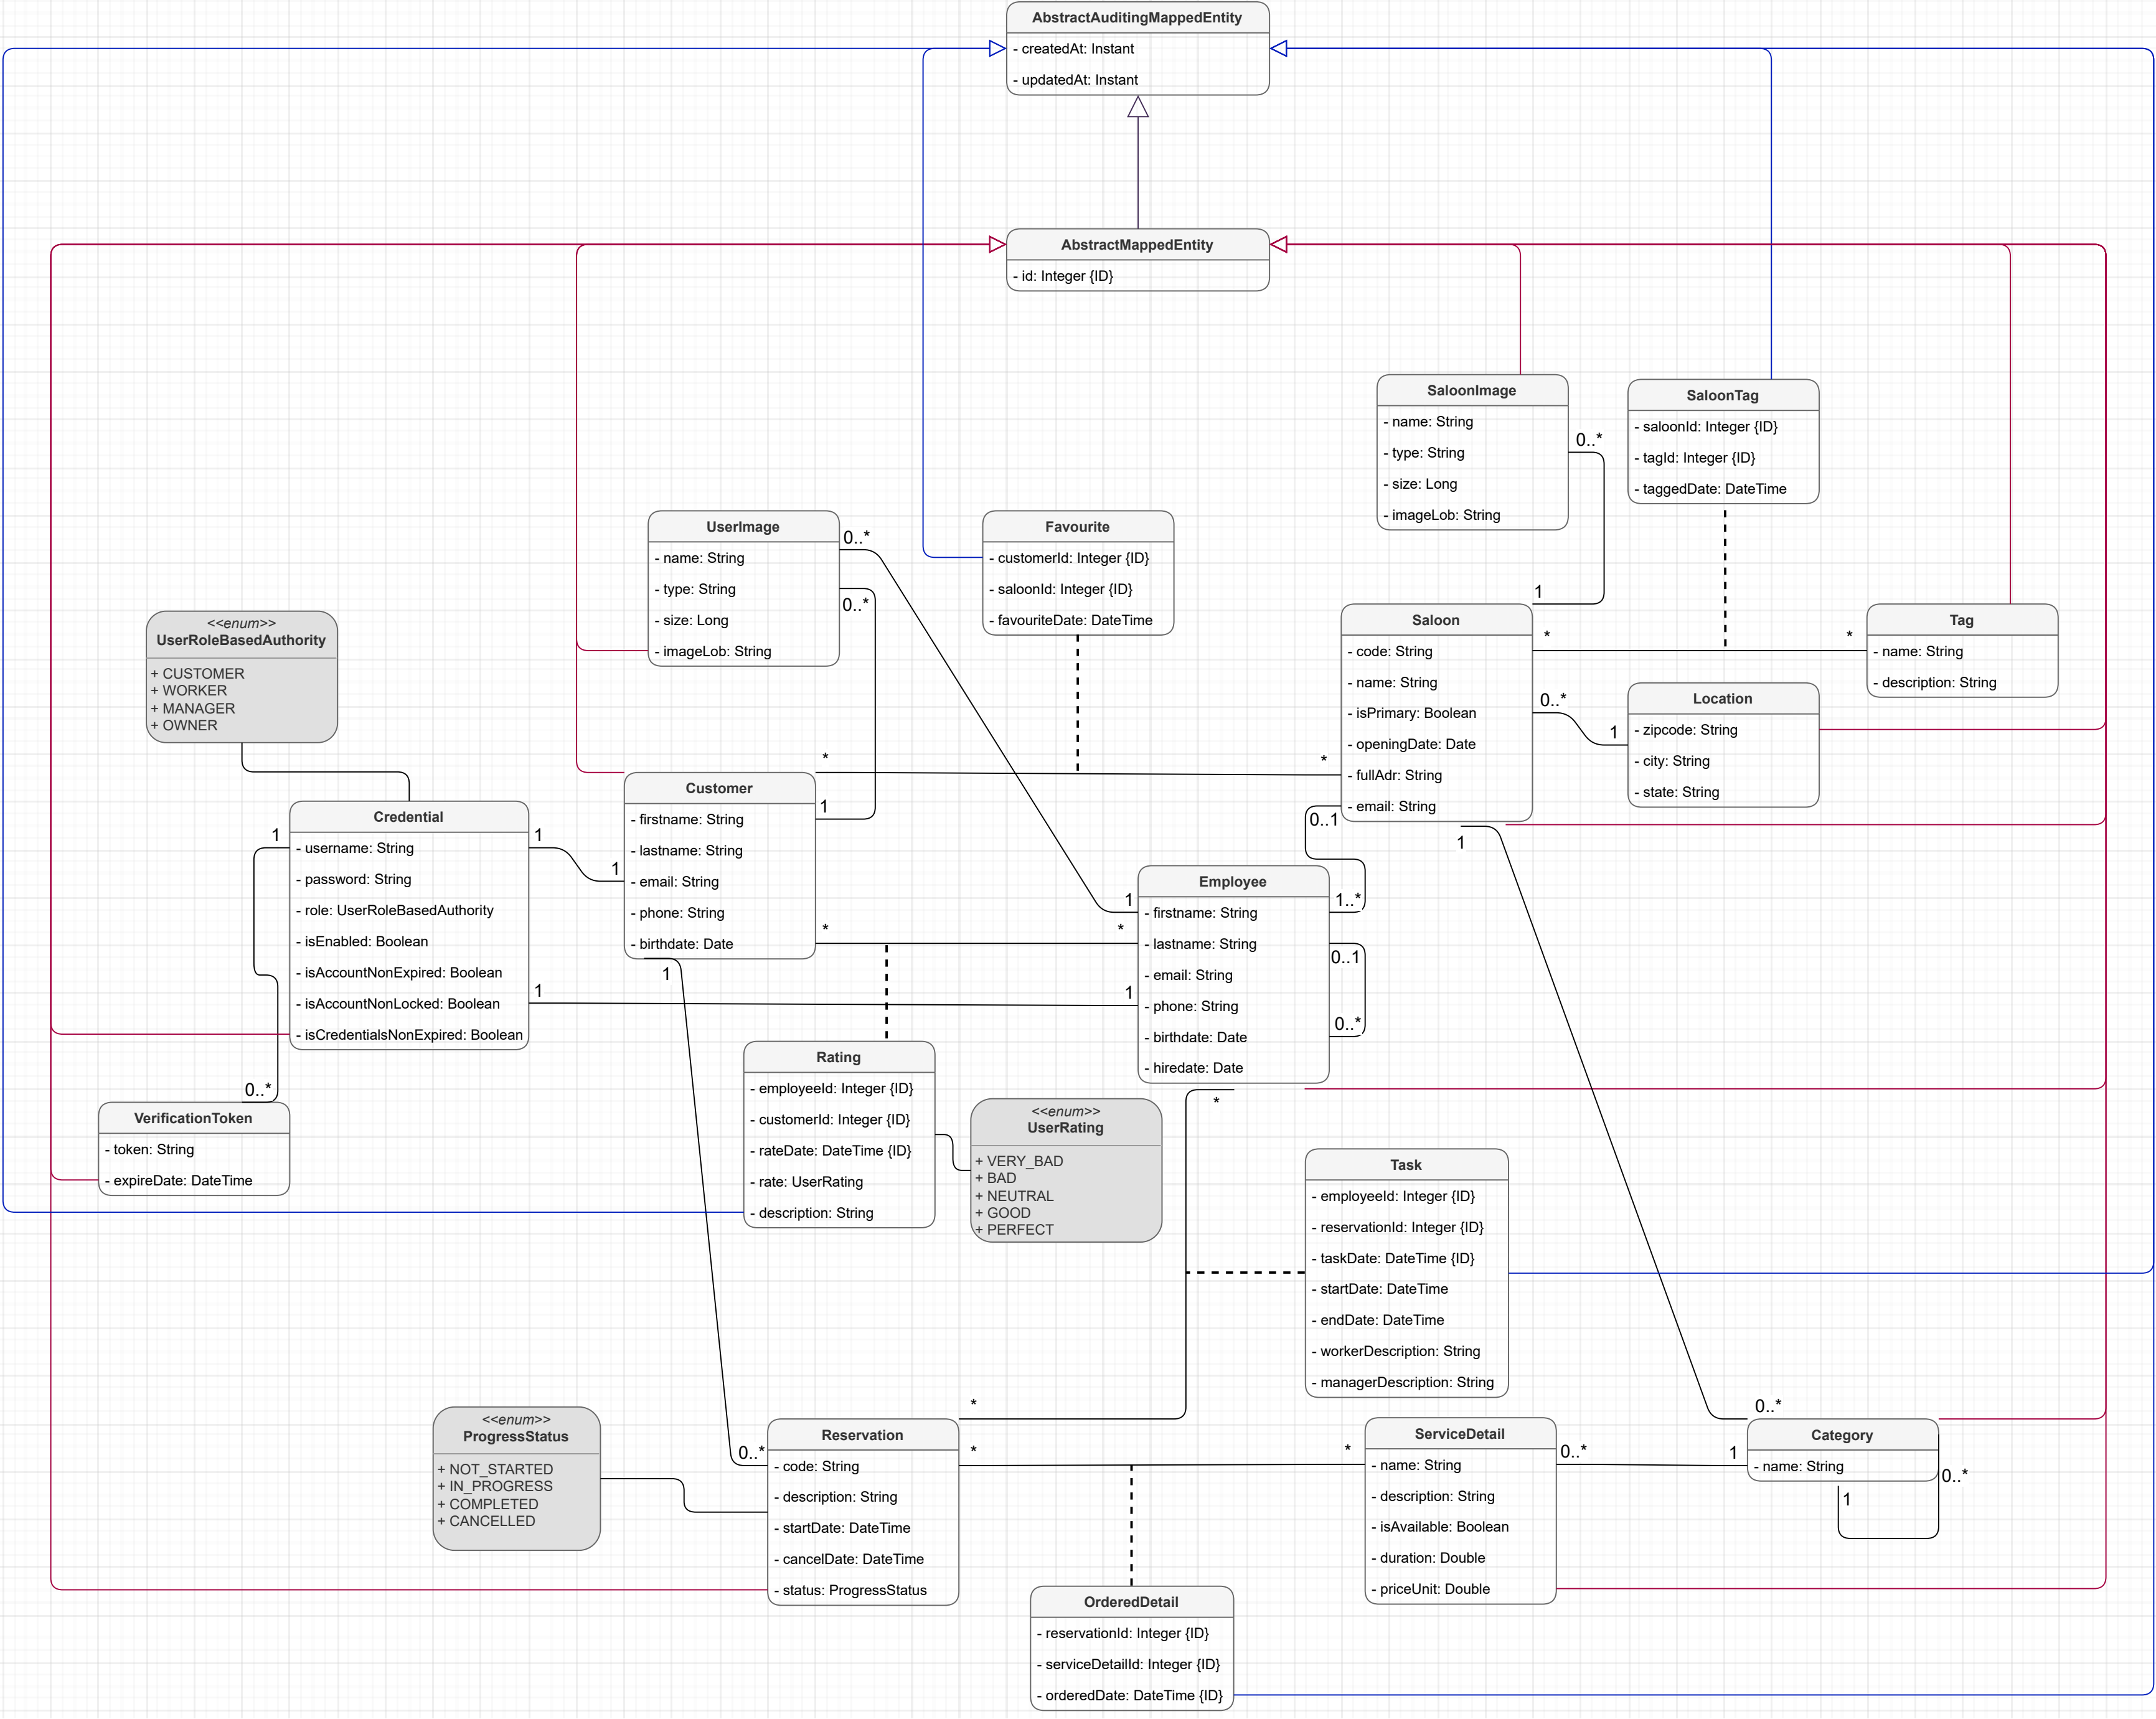 AbstractAuditingMappedEntity
- createdAt: Instant
- updatedAt: Instant
AbstractMappedEntity
- id: Integer {ID}
SaloonImage
- name: String
- type: String
- size: Long
- imageLob: String
0..*
1
SaloonTag
- saloonId: Integer {ID}
- tagId: Integer {ID}
- taggedDate: DateTime
UserImage
- name: String
- type: String
- size: Long
- imageLob: String
0..*
0..*
Favourite
- customerId: Integer {ID}
- saloonId: Integer {ID}
- favouriteDate: DateTime
<<enum>>
UserRoleBasedAuthority
+ CUSTOMER
+ WORKER
+ MANAGER
+ OWNER
Saloon
- code: String
- name: String
- isPrimary: Boolean
- openingDate: Date
- fullAdr: String
- email: String
*
*
0..*
1
*
0..1
1
Tag
- name: String
- description: String
Location
- zipcode: String
- city: String
- state: String
Customer
- firstname: String
- lastname: String
- email: String
- phone: String
- birthdate: Date
*
1
1
*
1
Credential
- username: String
- password: String
- role: UserRoleBasedAuthority
- isEnabled: Boolean
- isAccountNonExpired: Boolean
- isAccountNonLocked: Boolean
- isCredentialsNonExpired: Boolean
1
1
1
0..*
Employee
- firstname: String
- lastname: String
- email: String
- phone: String
- birthdate: Date
- hiredate: Date
1
*
1
1..*
0..1
0..*
*
VerificationToken
- token: String
- expireDate: DateTime
Rating
- employeeId: Integer {ID}
- customerId: Integer {ID}
- rateDate: DateTime {ID}
- rate: UserRating
- description: String
<<enum>>
UserRating
+ VERY_BAD
+ BAD
+ NEUTRAL
+ GOOD
+ PERFECT
Task
- employeeId: Integer {ID}
- reservationId: Integer {ID}
- taskDate: DateTime {ID}
- startDate: DateTime
- endDate: DateTime
- workerDescription: String
- managerDescription: String
<<enum>>
ProgressStatus
+ NOT_STARTED
+ IN_PROGRESS
+ COMPLETED
+ CANCELLED
Reservation
- code: String
- description: String
- startDate: DateTime
- cancelDate: DateTime
- status: ProgressStatus
0..*
*
*
*
ServiceDetail
- name: String
- description: String
- isAvailable: Boolean
- duration: Double
- priceUnit: Double
0..*
1
Category
- name: String
0..*
0..*
1
OrderedDetail
- reservationId: Integer {ID}
- serviceDetailId: Integer {ID}
- orderedDate: DateTime {ID}